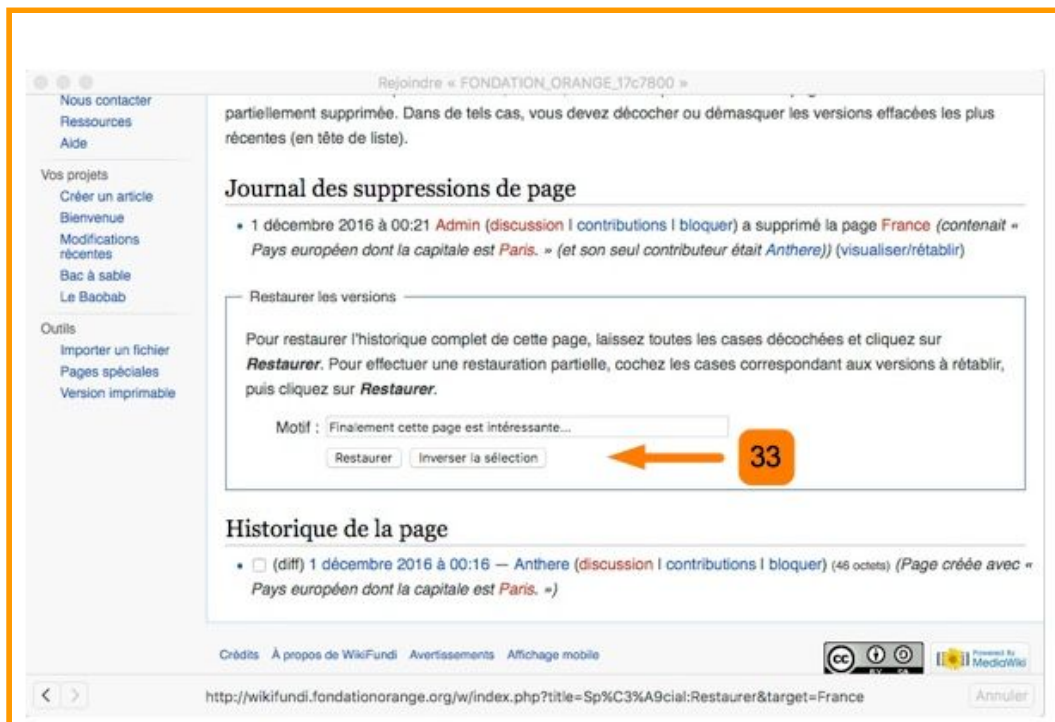 Rejoindre « FONDATION_ORANGE_17c7800 »
Nous contacter
Ressources
Aide
Vos projets
Créer un article
Bienvenue
Modifications
récentes
Bac à sable
Le Baobab
Outils
Importer un fichier
Pages spéciales
Version imprimable
partiellement supprimée. Dans de tels cas, vous devez décocher ou démasquer les versions effacées les plus
récentes (en tête de liste).
Journal des suppressions de page
• 1 décembre 2016 à 00:21 Admin (discussion | contributions | bloquer) a supprimé la page France (contenait «
Pays européen dont la capitale est Paris. » (et son seul contributeur était Anthere)) (visualiser/rétablir)
Restaurer les versions
Pour restaurer l'historique complet de cette page, laissez toutes les cases décochées et cliquez sur
Restaurer. Pour effectuer une restauration partielle, cochez les cases correspondant aux versions à rétablir,
puis cliquez sur Restaurer.
Motif : Finalement cette page est intéressante...
Restaurer Inverser la sélection
33
Historique de la page
• (diff) 1 décembre 2016 à 00:16 — Anthere (discussion | contributions | bloquer) (46 octets) (Page créée avec «
Pays européen dont la capitale est Paris. »)
Crédits À propos de WikiFundi Avertissements Affichage mobile
cc BY SA
Powered By
MediaWiki
http://wikifundi.fondationorange.org/w/index.php?title=Sp%C3%A9cial:Restaurer&target=France
Annuler